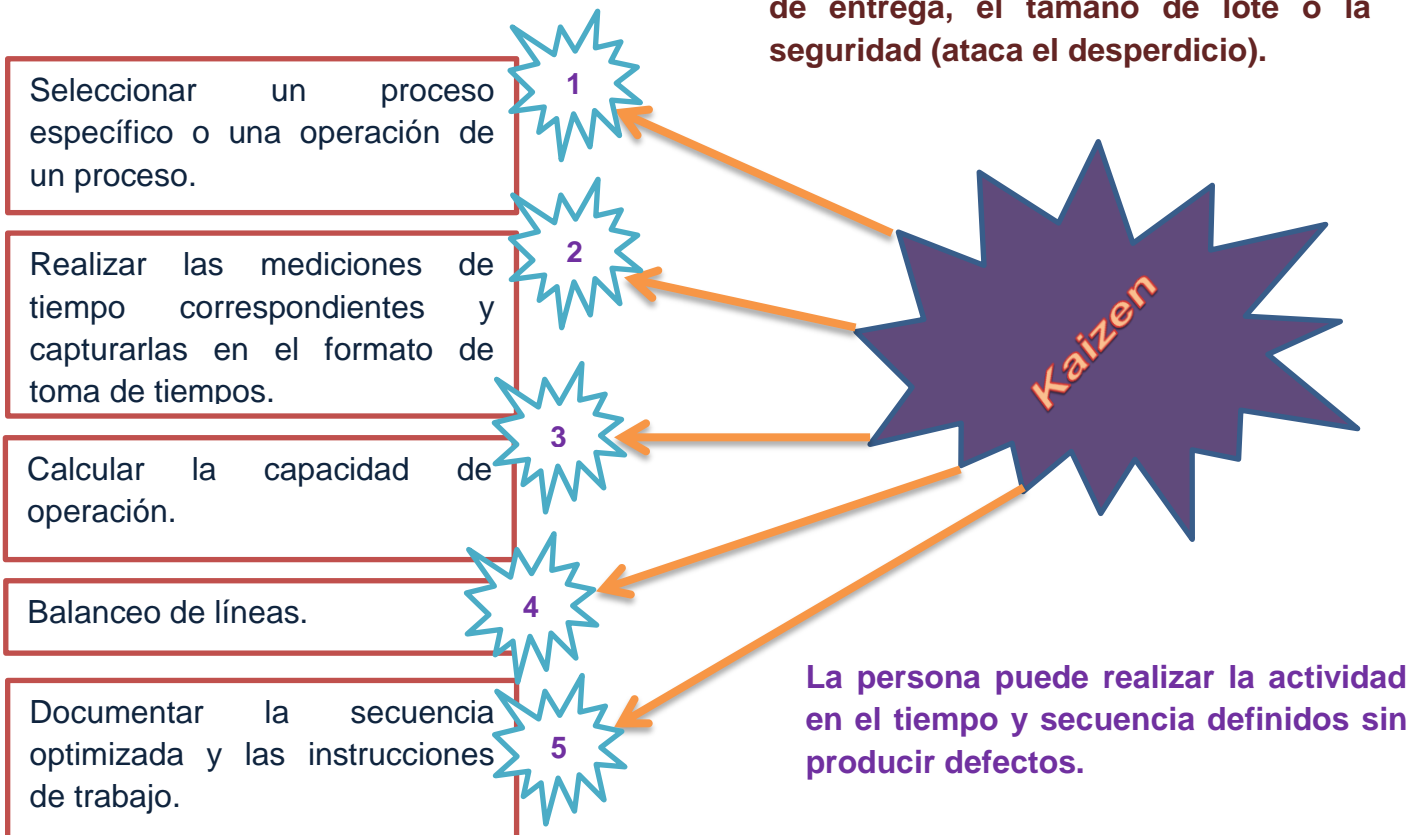 de entrega, el tamaño de lote o la
seguridad (ataca el desperdicio).
1
Seleccionar un proceso
específico o una operación de
un proceso.
2
Realizar las mediciones de
tiempo correspondientes y
capturarlas en el formato de
toma de tiempos.
3
Calcular la capacidad de
operación.
4
Balanceo de líneas.
5
Documentar la secuencia
optimizada y las instrucciones
de trabajo.
Kaizen
La persona puede realizar la actividad
en el tiempo y secuencia definidos sin
producir defectos.